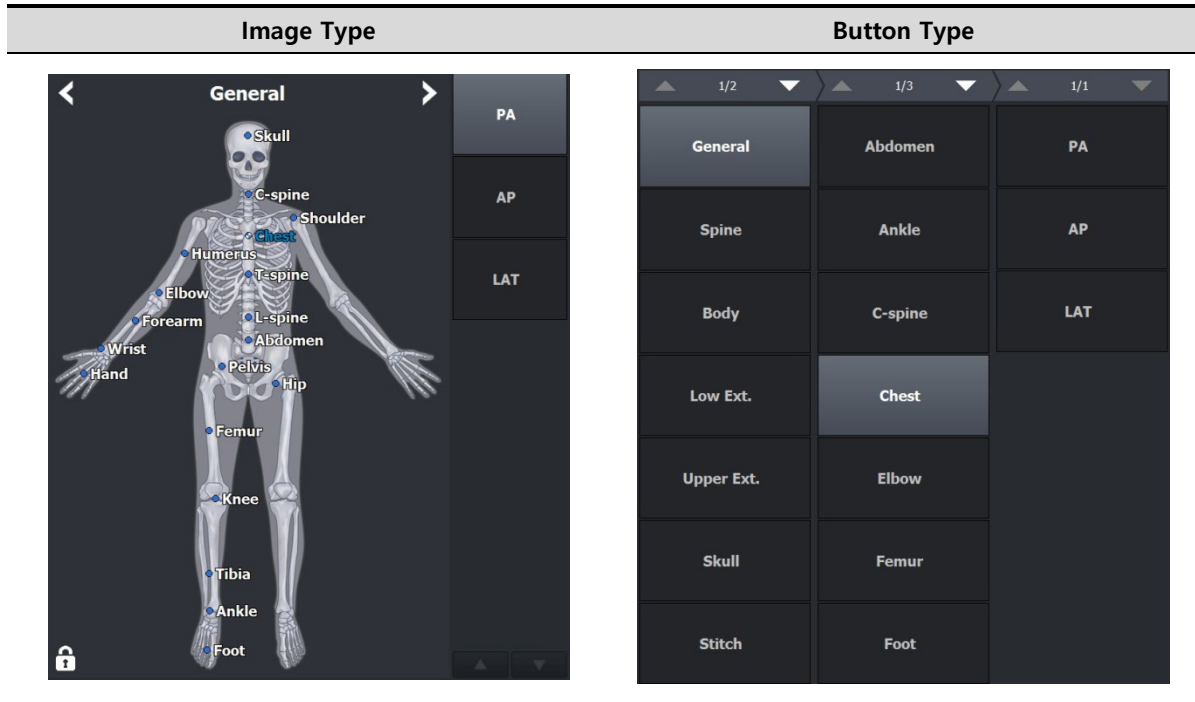 Image Type
Button Type
General
Skull
C-spine
Shoulder
Chest
Humerus
T-spine
Elbow
L-spine
Forearm
Abdomen
Wrist
Pelvis
Hand
Hip
Femur
Knee
Tibia
Ankle
Foot
PA
AP
LAT
1/2
1/3
1/1
General
Abdomen
PA
Spine
Ankle
AP
Body
C-spine
LAT
Low Ext.
Chest
Upper Ext.
Elbow
Skull
Femur
Stitch
Foot